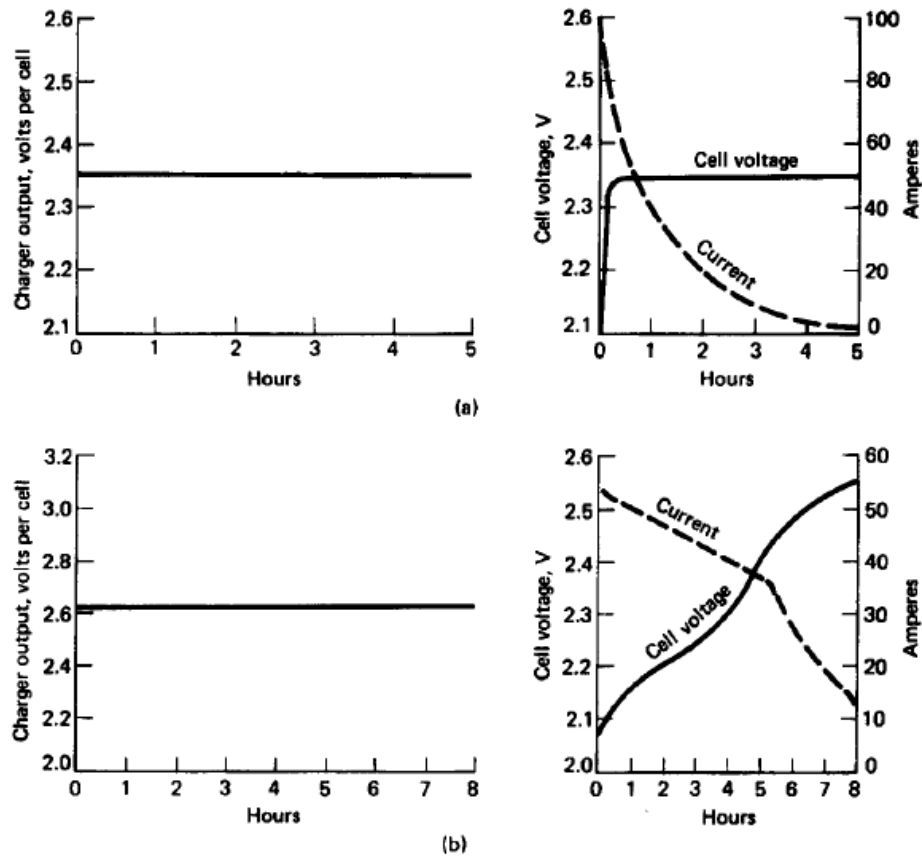 Charger output, volts per cell
2.6
2.5
2.4
2.3
2.2
2.1
0 1 2 3 4 5
Hours
Cell voltage, V
2.6
2.5
2.4
2.3
2.2
2.1
Cell voltage
Current
100
80
60
40
20
0
Amperes
0 1 2 3 4 5
Hours
(a)
Charger output, volts per cell
3.2
3.0
2.8
2.6
2.4
2.2
2.0
0 1 2 3 4 5 6 7 8
Hours
Cell voltage, V
2.6
2.5
2.4
2.3
2.2
2.1
2.0
Current
Cell voltage
60
50
40
30
20
10
0
Amperes
0 1 2 3 4 5 6 7 8
Hours
(b)